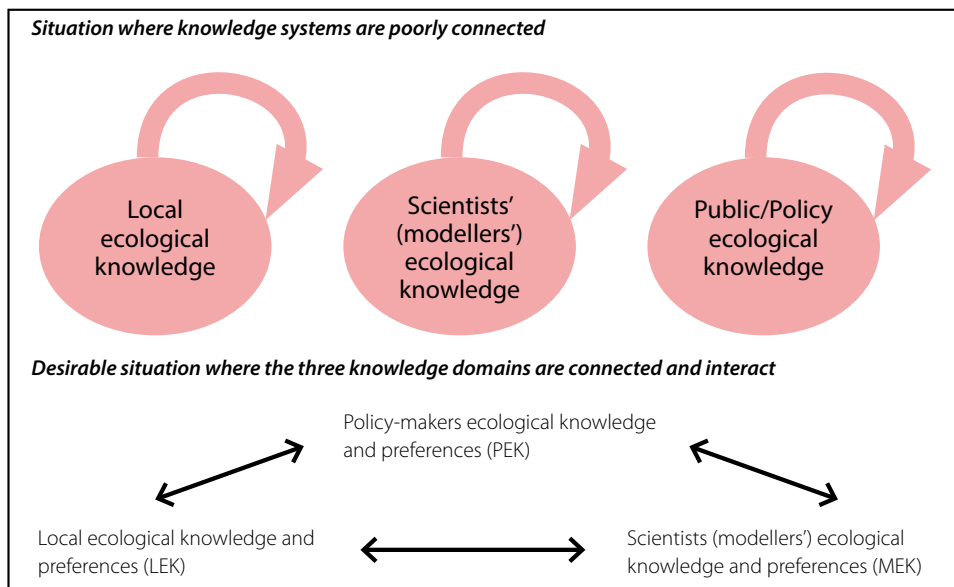 Situation where knowledge systems are poorly connected
Local
ecological
knowledge
Scientists'
(modellers')
ecological
knowledge
Public/Policy
ecological
knowledge
Desirable situation where the three knowledge domains are connected and interact
Policy-makers ecological knowledge
and preferences (PEK)
Local ecological knowledge and
preferences (LEK)
Scientists (modellers') ecological
knowledge and preferences (MEK)